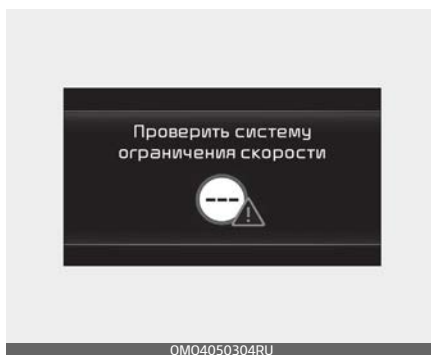 Проверить систему
ограничения скорости
---
OMO4050304RU